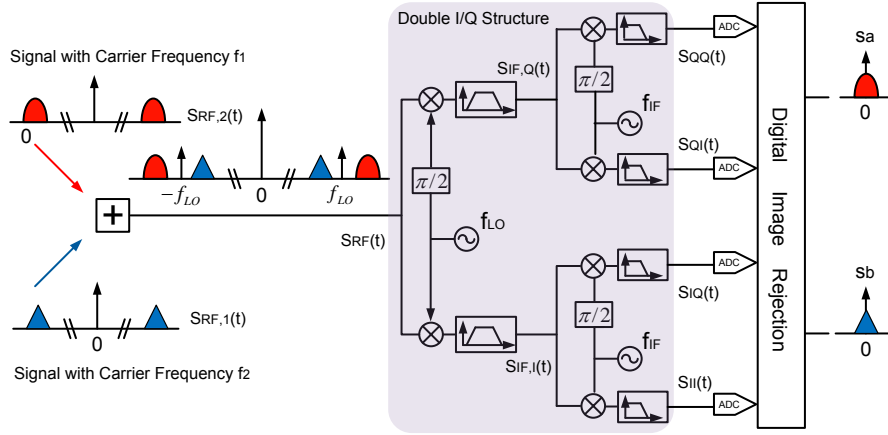 Double I/Q Structure
Signal with Carrier Frequency f1
0
SRF,2(t)
−fLO
0
fLO
+
SRF(t)
0
SRF,1(t)
Signal with Carrier Frequency f2
π/2
fLO
SIF,Q(t)
SIF,I(t)
π/2
fIF
π/2
fIF
SQQ(t)
SQI(t)
SIQ(t)
SII(t)
ADC
ADC
ADC
ADC
Digital Image Rejection
sa
0
sb
0